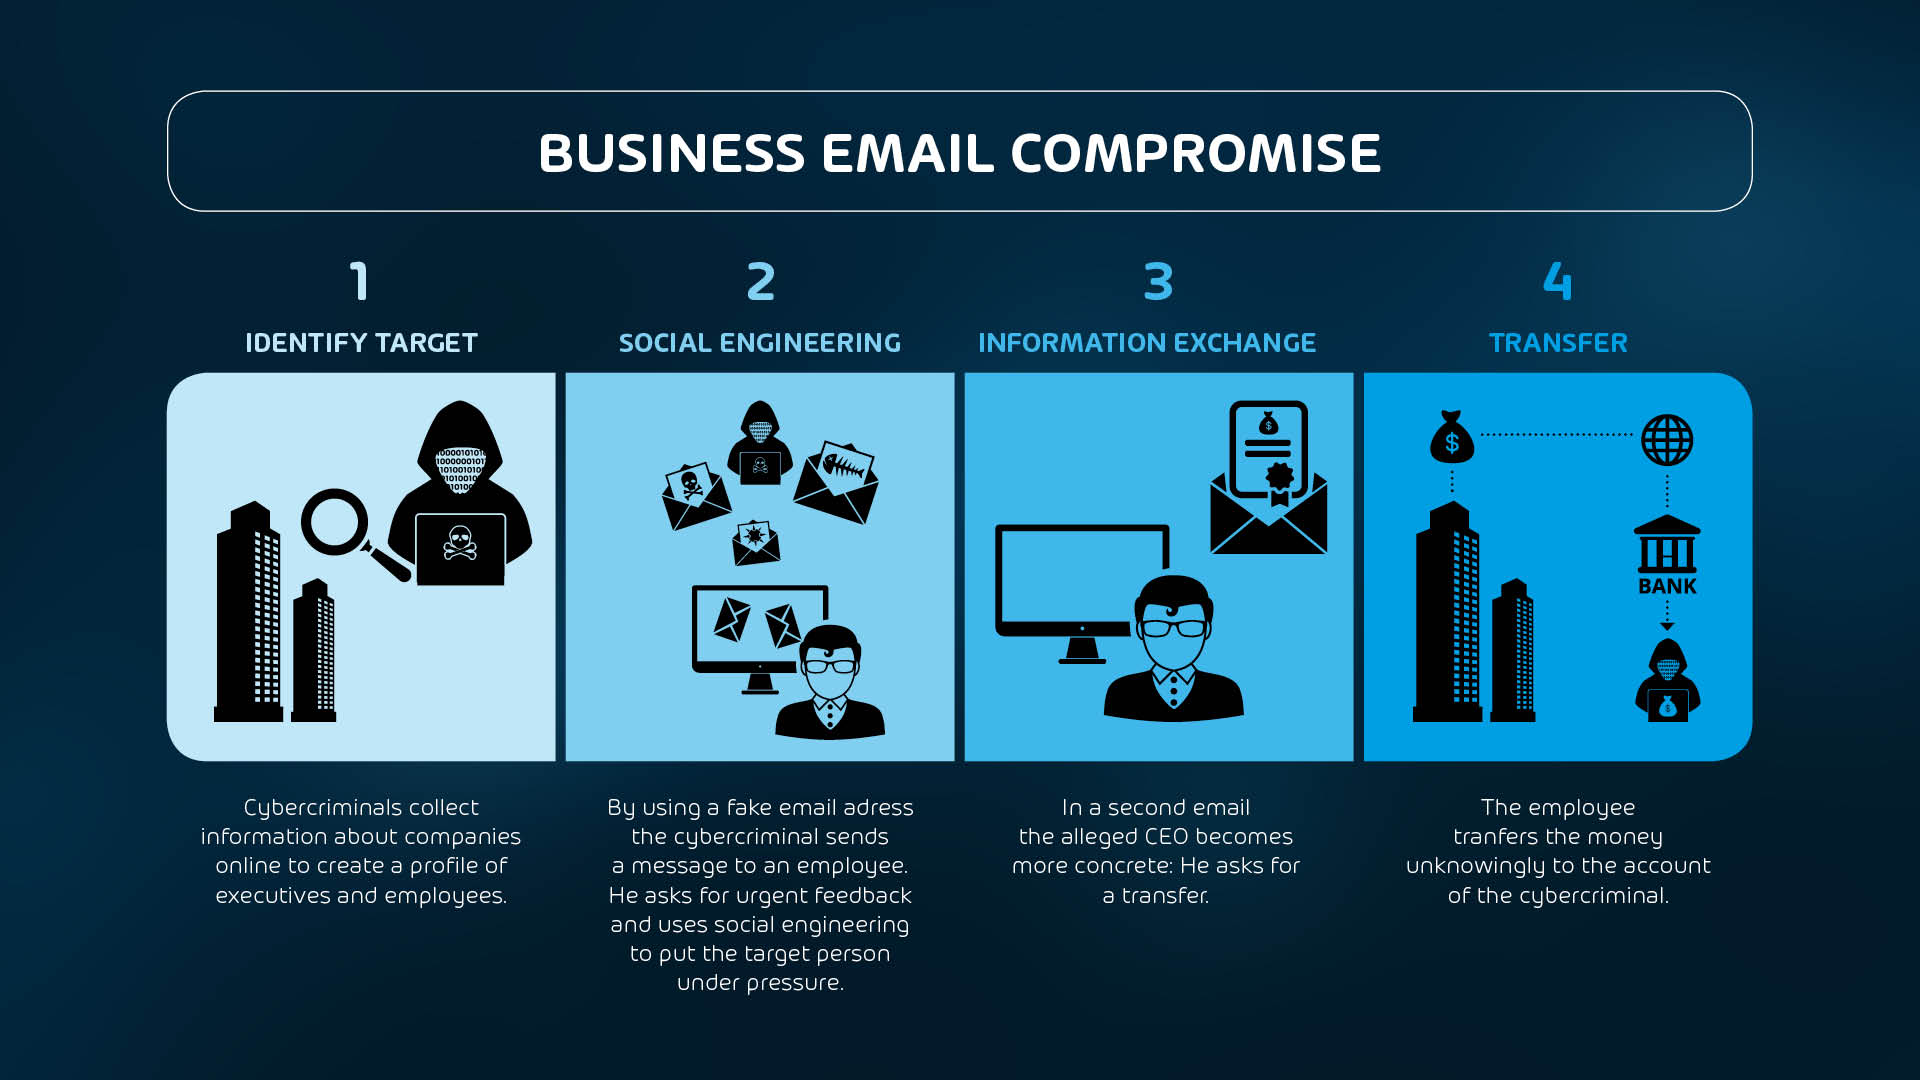 BUSINESS EMAIL COMPROMISE
1
IDENTIFY TARGET
Cybercriminals collect
information about companies
online to create a profile of
executives and employees.
2
SOCIAL ENGINEERING
By using a fake email adress
the cybercriminal sends
a message to an employee.
He asks for urgent feedback
and uses social engineering
to put the target person
under pressure.
3
INFORMATION EXCHANGE
In a second email
the alleged CEO becomes
more concrete: He asks for
a transfer.
4
TRANSFER
$
BANK
$
The employee
tranfers the money
unknowingly to the account
of the cybercriminal.